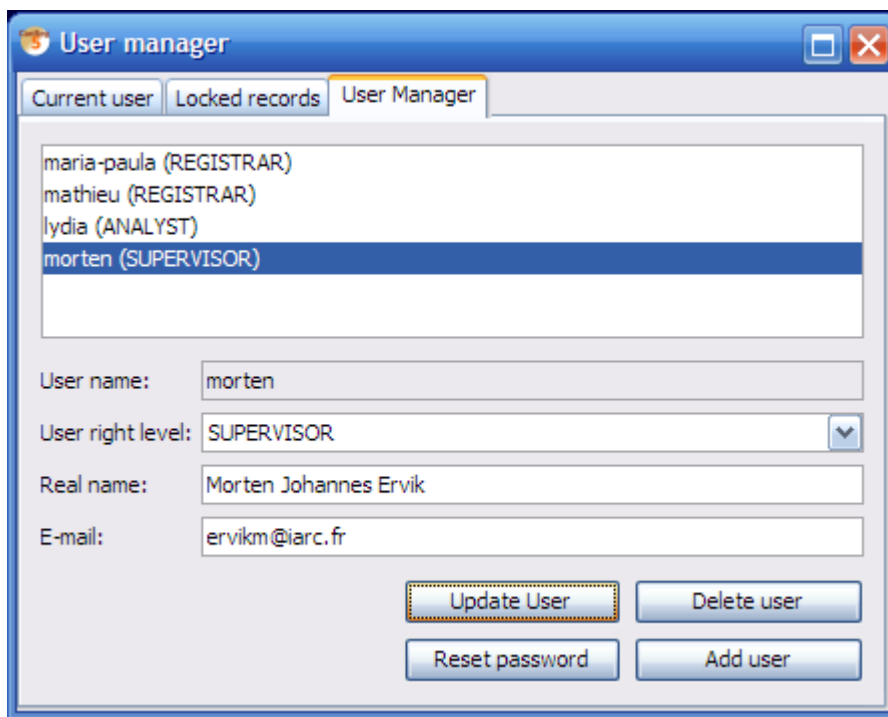 User manager
Current user Locked records User Manager
maria-paula (REGISTRAR)
mathieu (REGISTRAR)
lydia (ANALYST)
morten (SUPERVISOR)
User name: morten
User right level: SUPERVISOR
Real name: Morten Johannes Ervik
E-mail: ervikm@iarc.fr
Update User Delete user
Reset password Add user